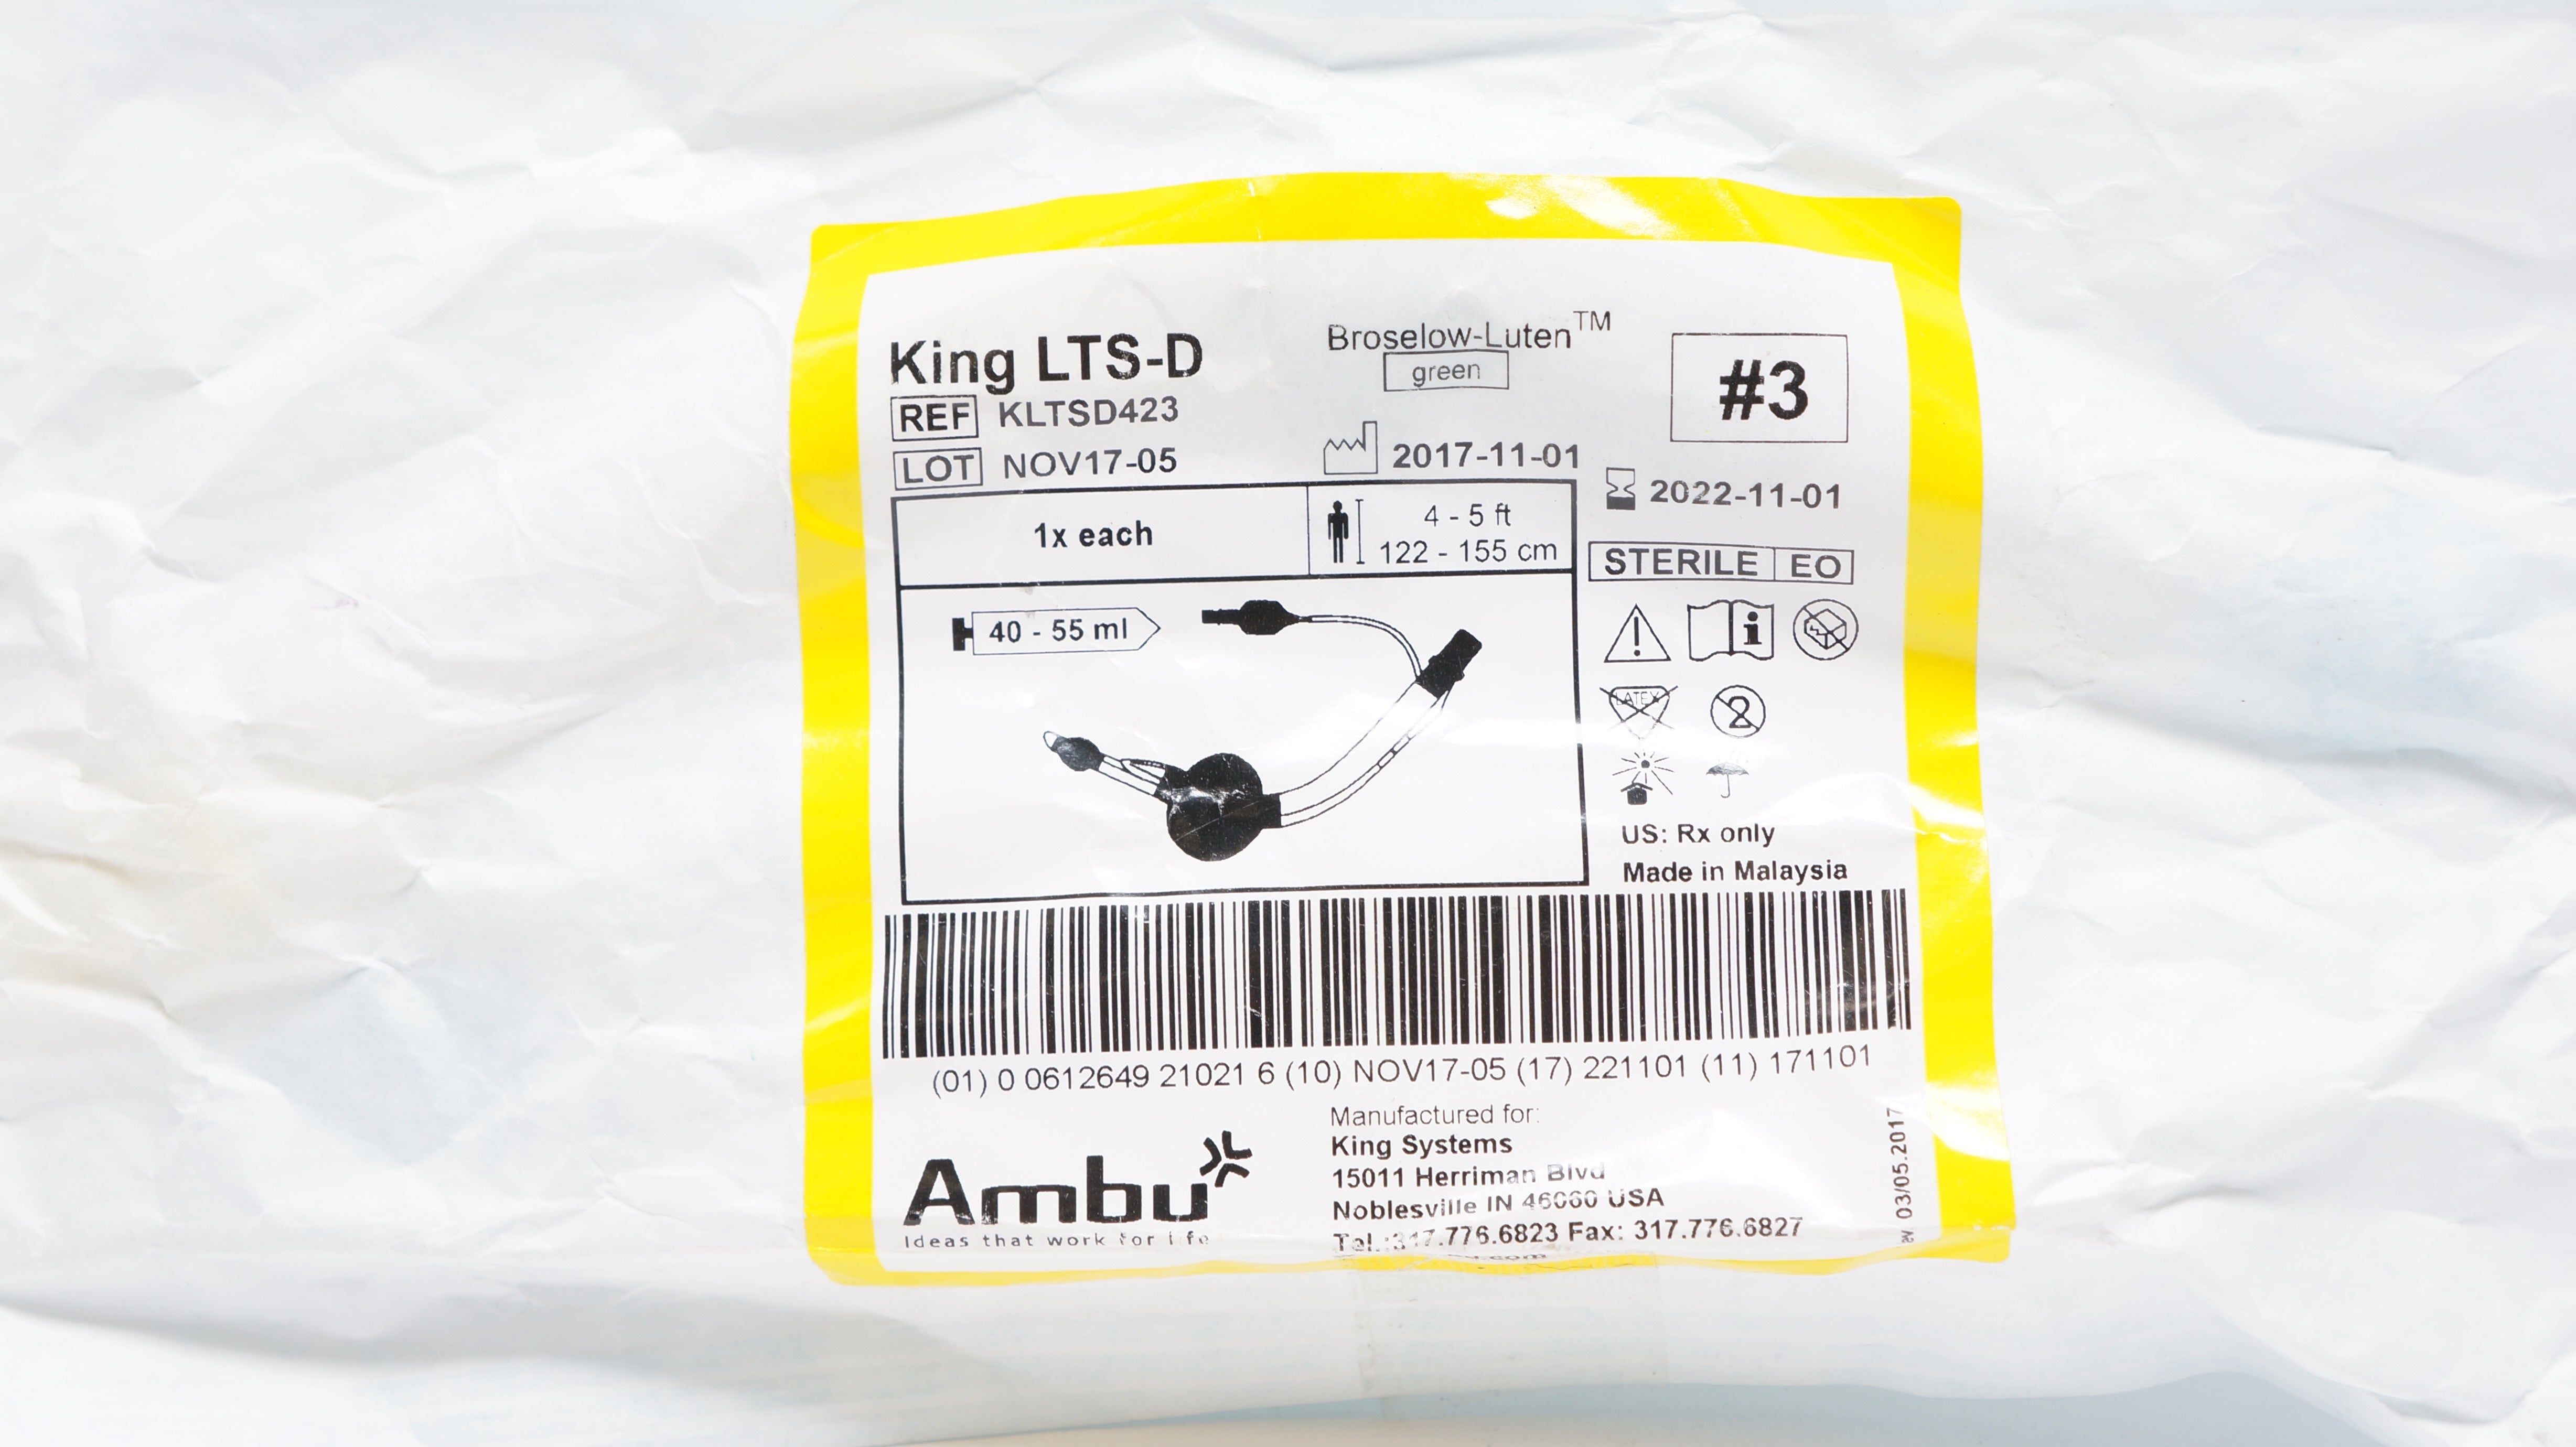 King LTS-D
Broselow-Luten™
green
#3
REF KLTSD423
LOT NOV17-05
2017-11-01
2022-11-01
1x each
4 - 5 ft
122 - 155 cm
STERILE EO
40 - 55 ml
i
LATEX
2
US: Rx only
Made in Malaysia
(01) 0 0612649 21021 6 (10) NOV17-05 (17) 221101 (11) 171101
Ambu
Ideas that work for life
Manufactured for:
King Systems
15011 Herriman Blvd
Noblesville IN 46060 USA
Tel.:317.776.6823 Fax: 317.776.6827
03/05.2017